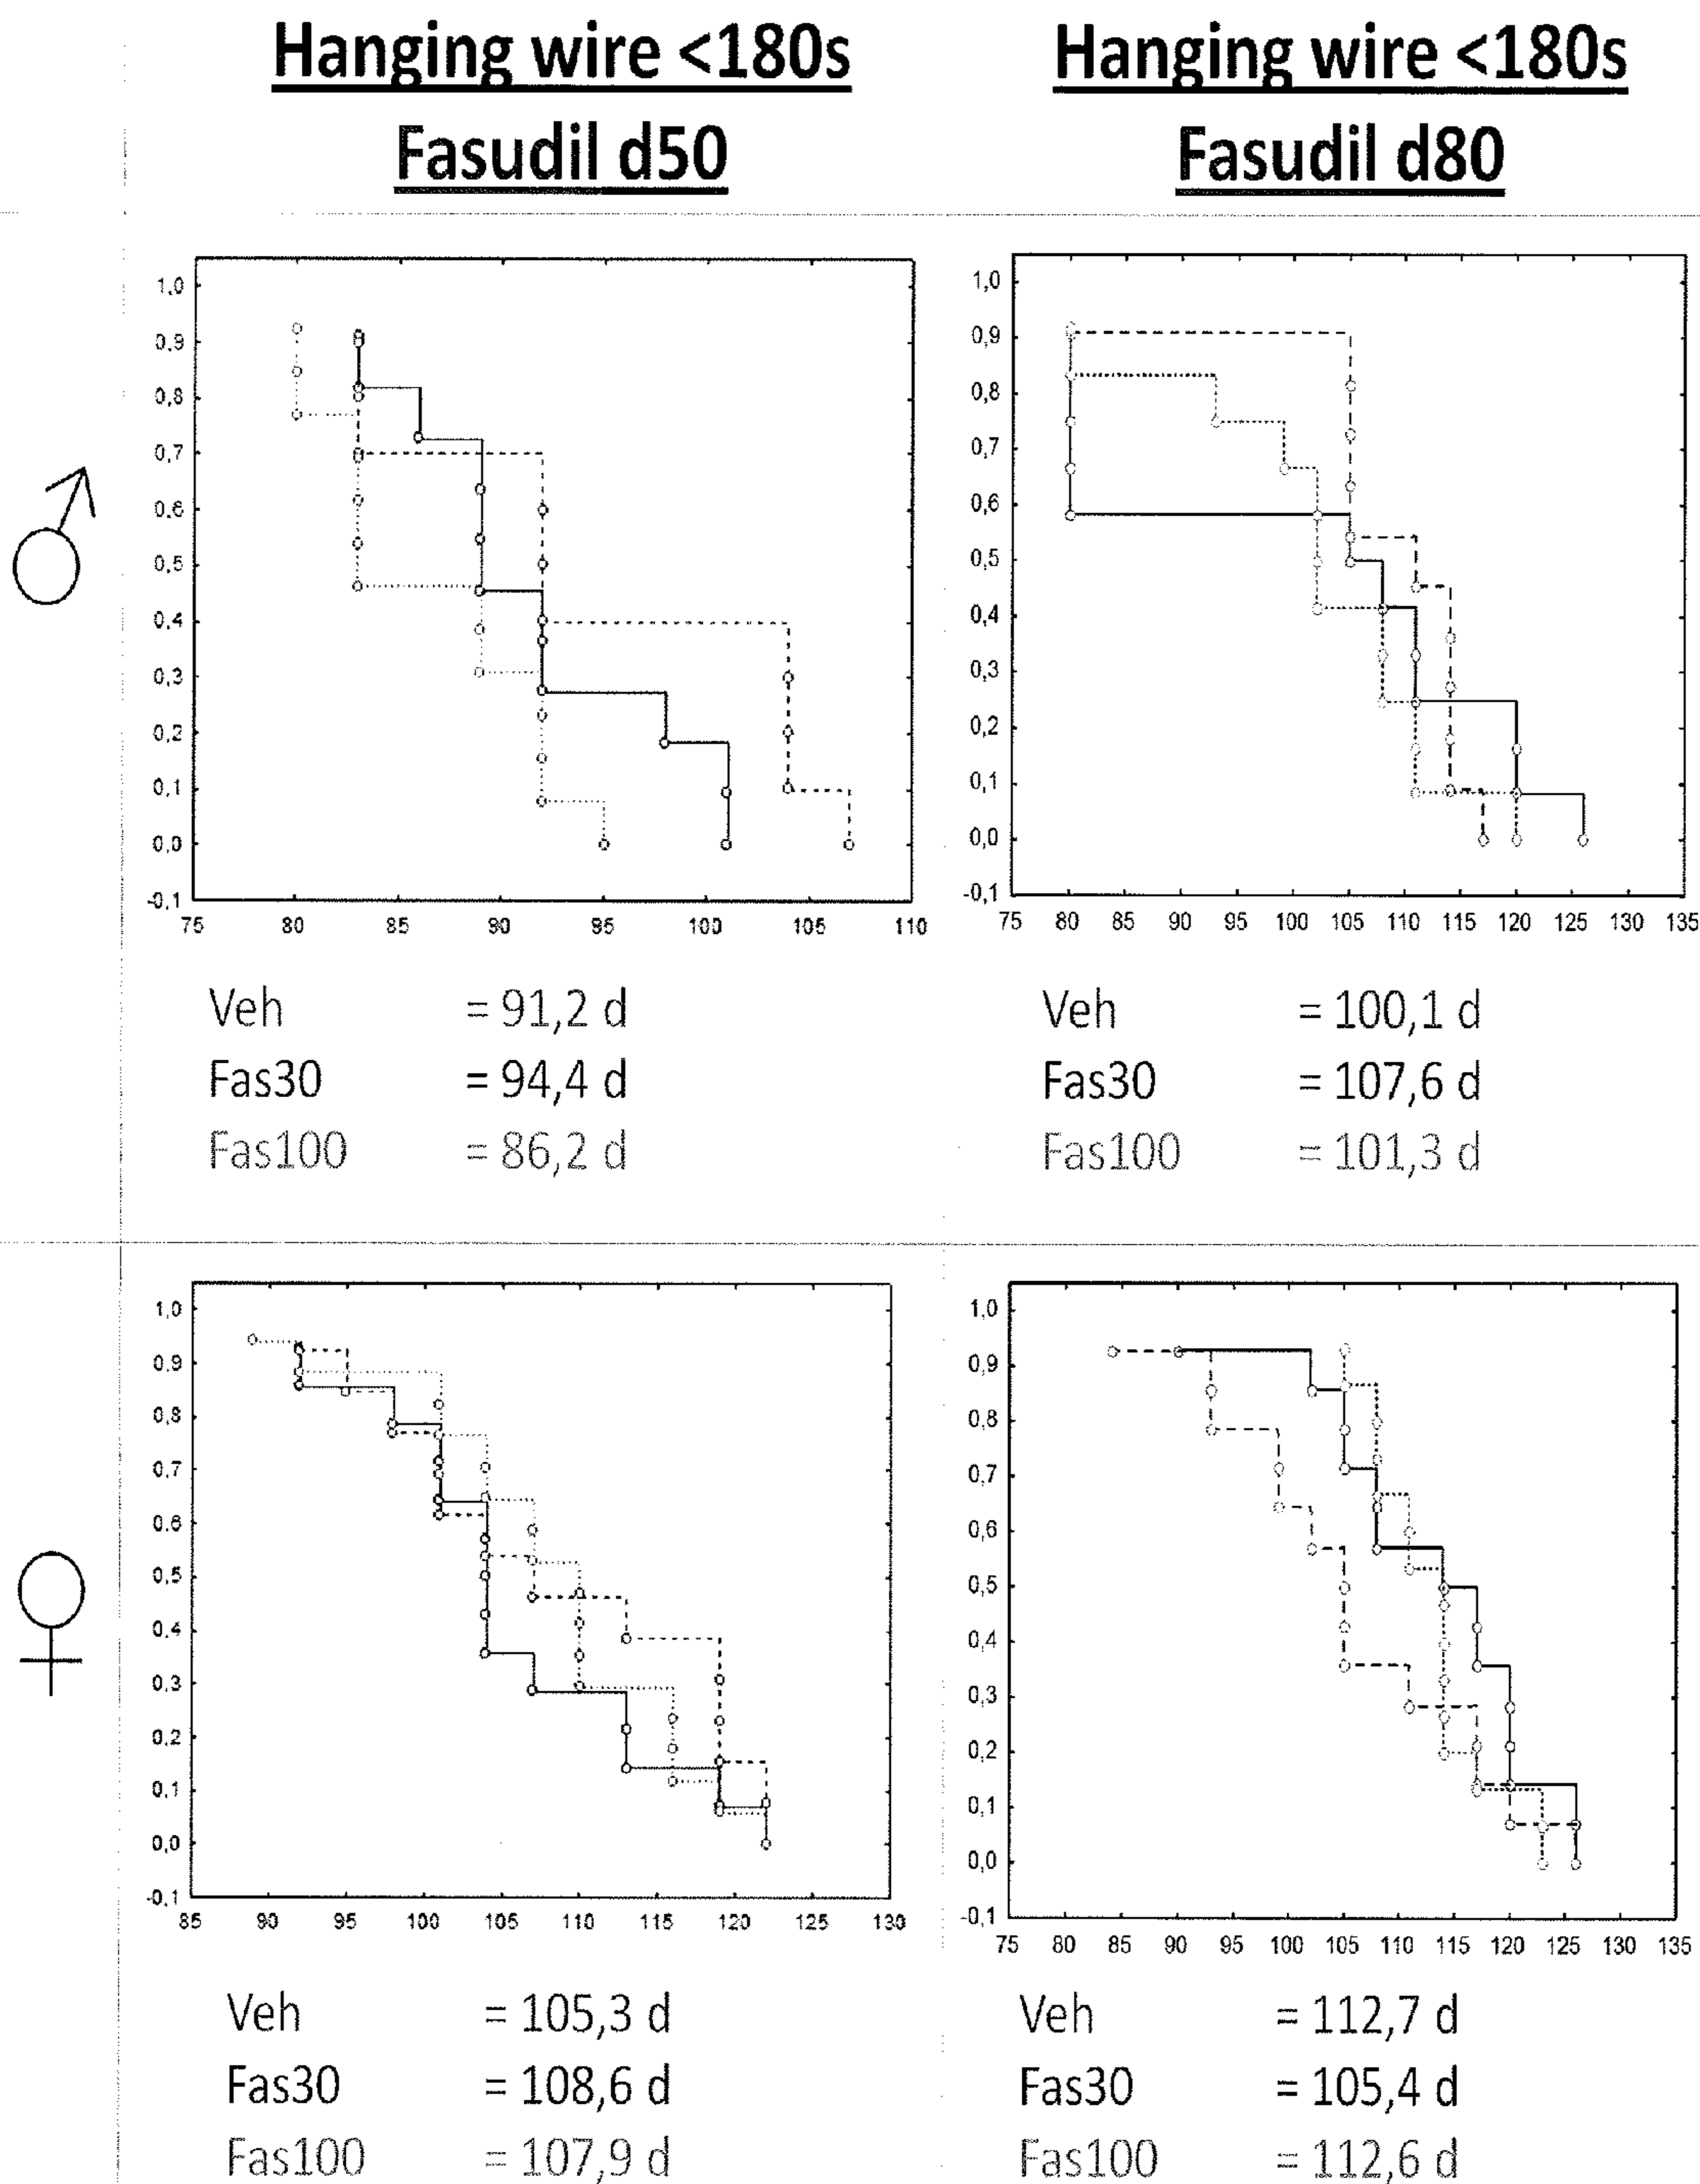 Hanging wire <180s
Fasudil d50
Hanging wire <180s
Fasudil d80
1,0
0,9
0,8
0,7
0,6
0,5
0,4
0,3
0,2
0,1
0,0
-0,1
75 80 85 90 95 100 105 110
1,0
0,9
0,8
0,7
0,6
0,5
0,4
0,3
0,2
0,1
0,0
-0,1
75 80 85 90 95 100 105 110 115 120 125 130 135
Veh = 91,2 d
Fas30 = 94,4 d
Fas100 = 86,2 d
Veh = 100,1 d
Fas30 = 107,6 d
Fas100 = 101,3 d
1,0
0,9
0,8
0,7
0,6
0,5
0,4
0,3
0,2
0,1
0,0
-0,1
85 90 95 100 105 110 115 120 125 130
1,0
0,9
0,8
0,7
0,6
0,5
0,4
0,3
0,2
0,1
0,0
-0,1
75 80 85 90 95 100 105 110 115 120 125 130 135
Veh = 105,3 d
Fas30 = 108,6 d
Fas100 = 107,9 d
Veh = 112,7 d
Fas30 = 105,4 d
Fas100 = 112,6 d